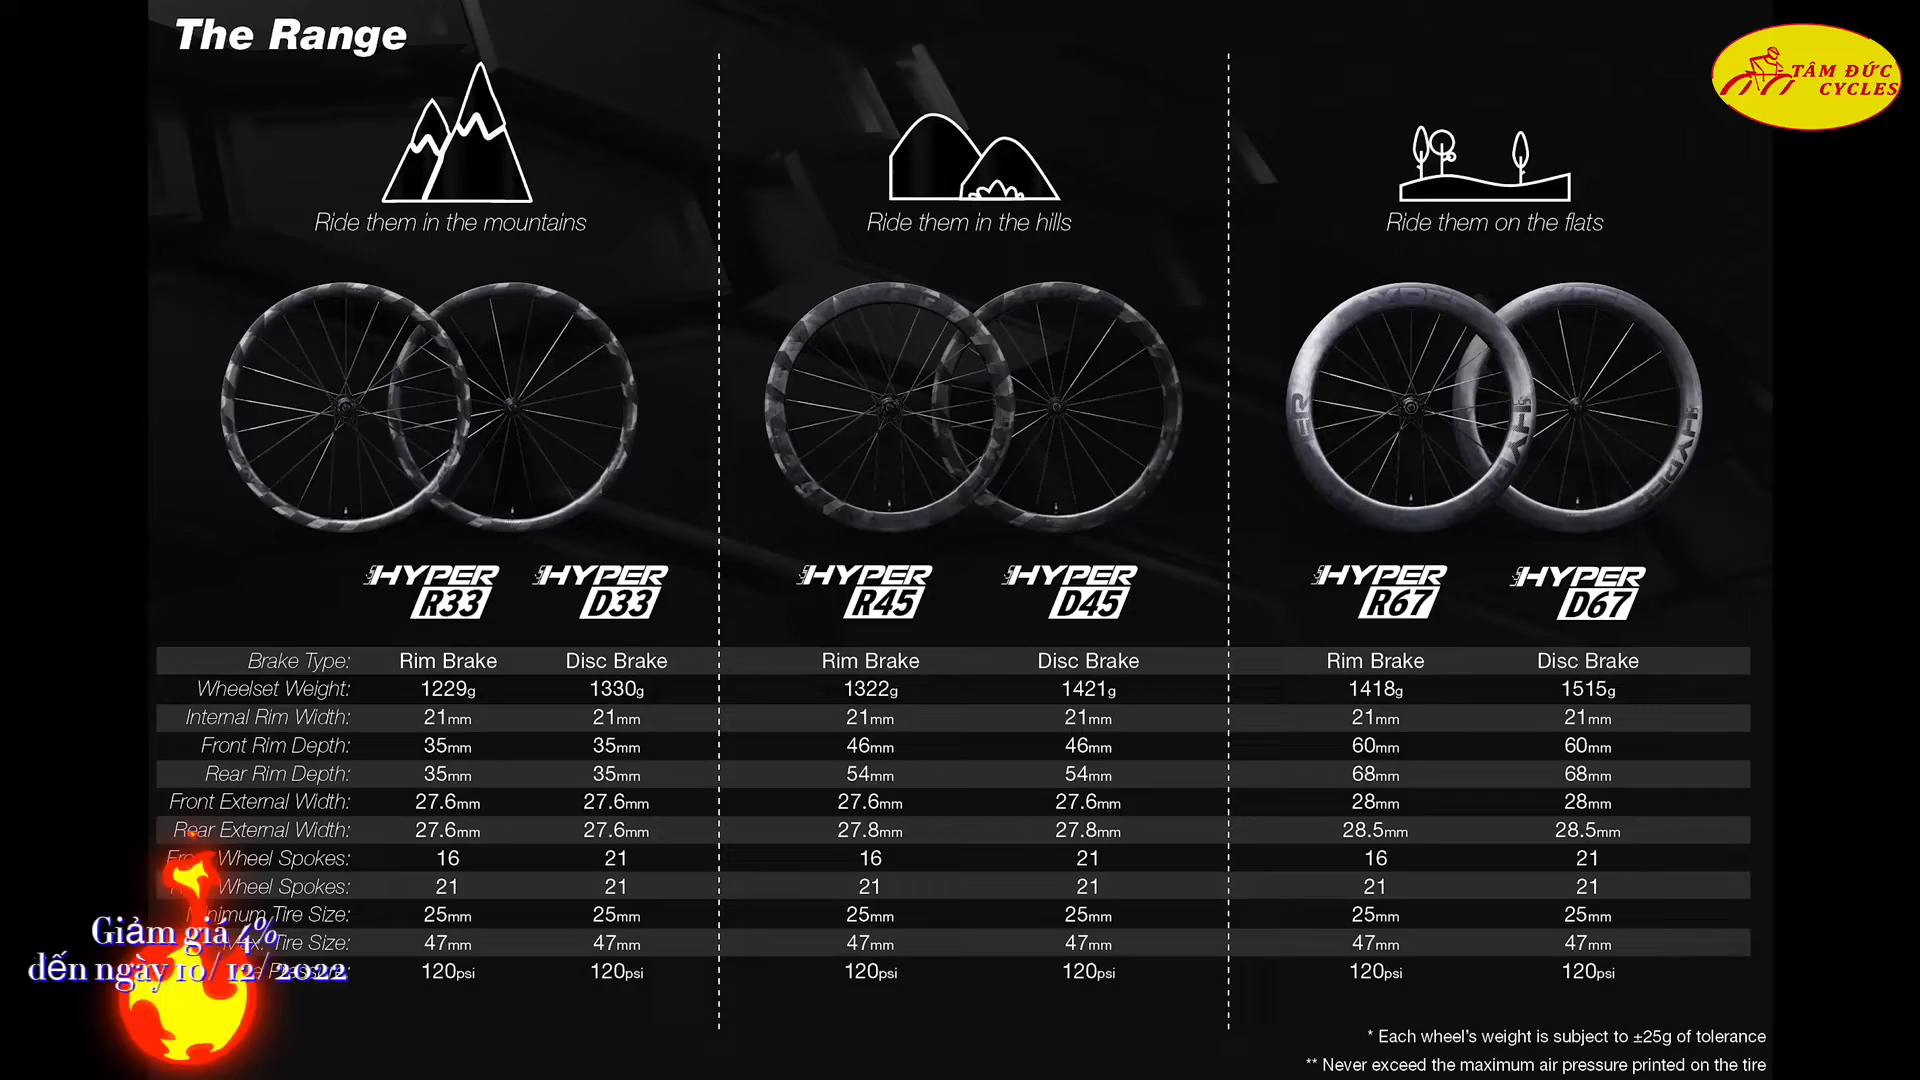 The Range
TÂM ĐỨC
CYCLES
Ride them in the mountains
Ride them in the hills
Ride them on the flats
HYPER R33
HYPER D33
HYPER R45
HYPER D45
HYPER R67
HYPER D67
Brake Type: Rim Brake Disc Brake Rim Brake Disc Brake Rim Brake Disc Brake
Wheelset Weight: 1229g 1330g 1322g 1421g 1418g 1515g
Internal Rim Width: 21mm 21mm 21mm 21mm 21mm 21mm
Front Rim Depth: 35mm 35mm 46mm 46mm 60mm 60mm
Rear Rim Depth: 35mm 35mm 54mm 54mm 68mm 68mm
Front External Width: 27.6mm 27.6mm 27.6mm 27.6mm 28mm 28mm
Rear External Width: 27.6mm 27.6mm 27.8mm 27.8mm 28.5mm 28.5mm
Wheel Spokes: 16 21 16 21 16 21
Wheel Spokes: 21 21 21 21 21 21
Minimum Tire Size: 25mm 25mm 25mm 25mm 25mm 25mm
Max. Tire Size: 47mm 47mm 47mm 47mm 47mm 47mm
120psi 120psi 120psi 120psi 120psi 120psi
Giảm giá 4%
đến ngày 10/ 12/ 2022
* Each wheel's weight is subject to ±25g of tolerance
** Never exceed the maximum air pressure printed on the tire